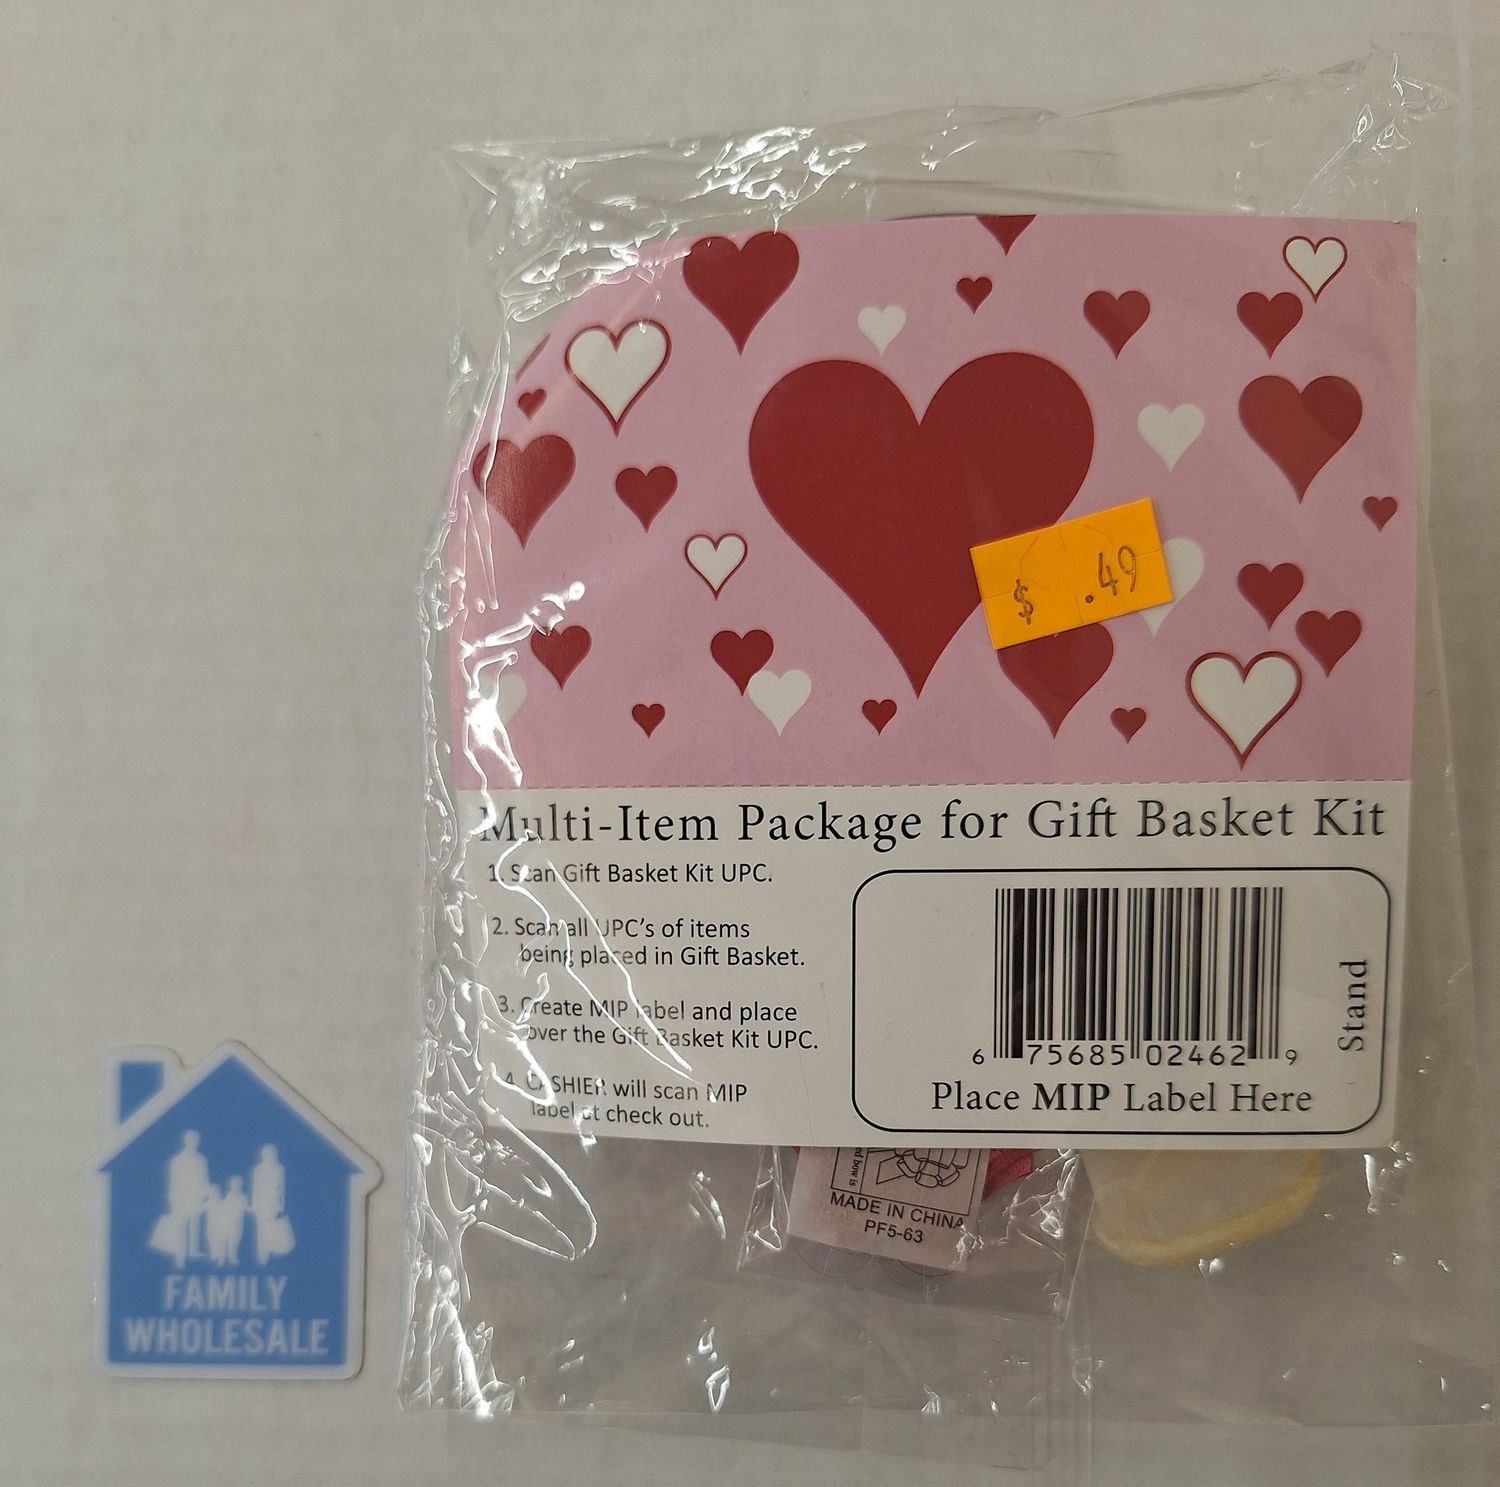 $ .49
Multi-Item Package for Gift Basket Kit
1. Scan Gift Basket Kit UPC.
2. Scan all UPC's of items
being placed in Gift Basket.
3. Create MIP label and place
over the Gift Basket Kit UPC.
4. CASHIER will scan MIP
label at check out.
6 75685 02462 9
Stand
Place MIP Label Here
ed bow is
MADE IN CHINA
PF5-63
FAMILY
WHOLESALE